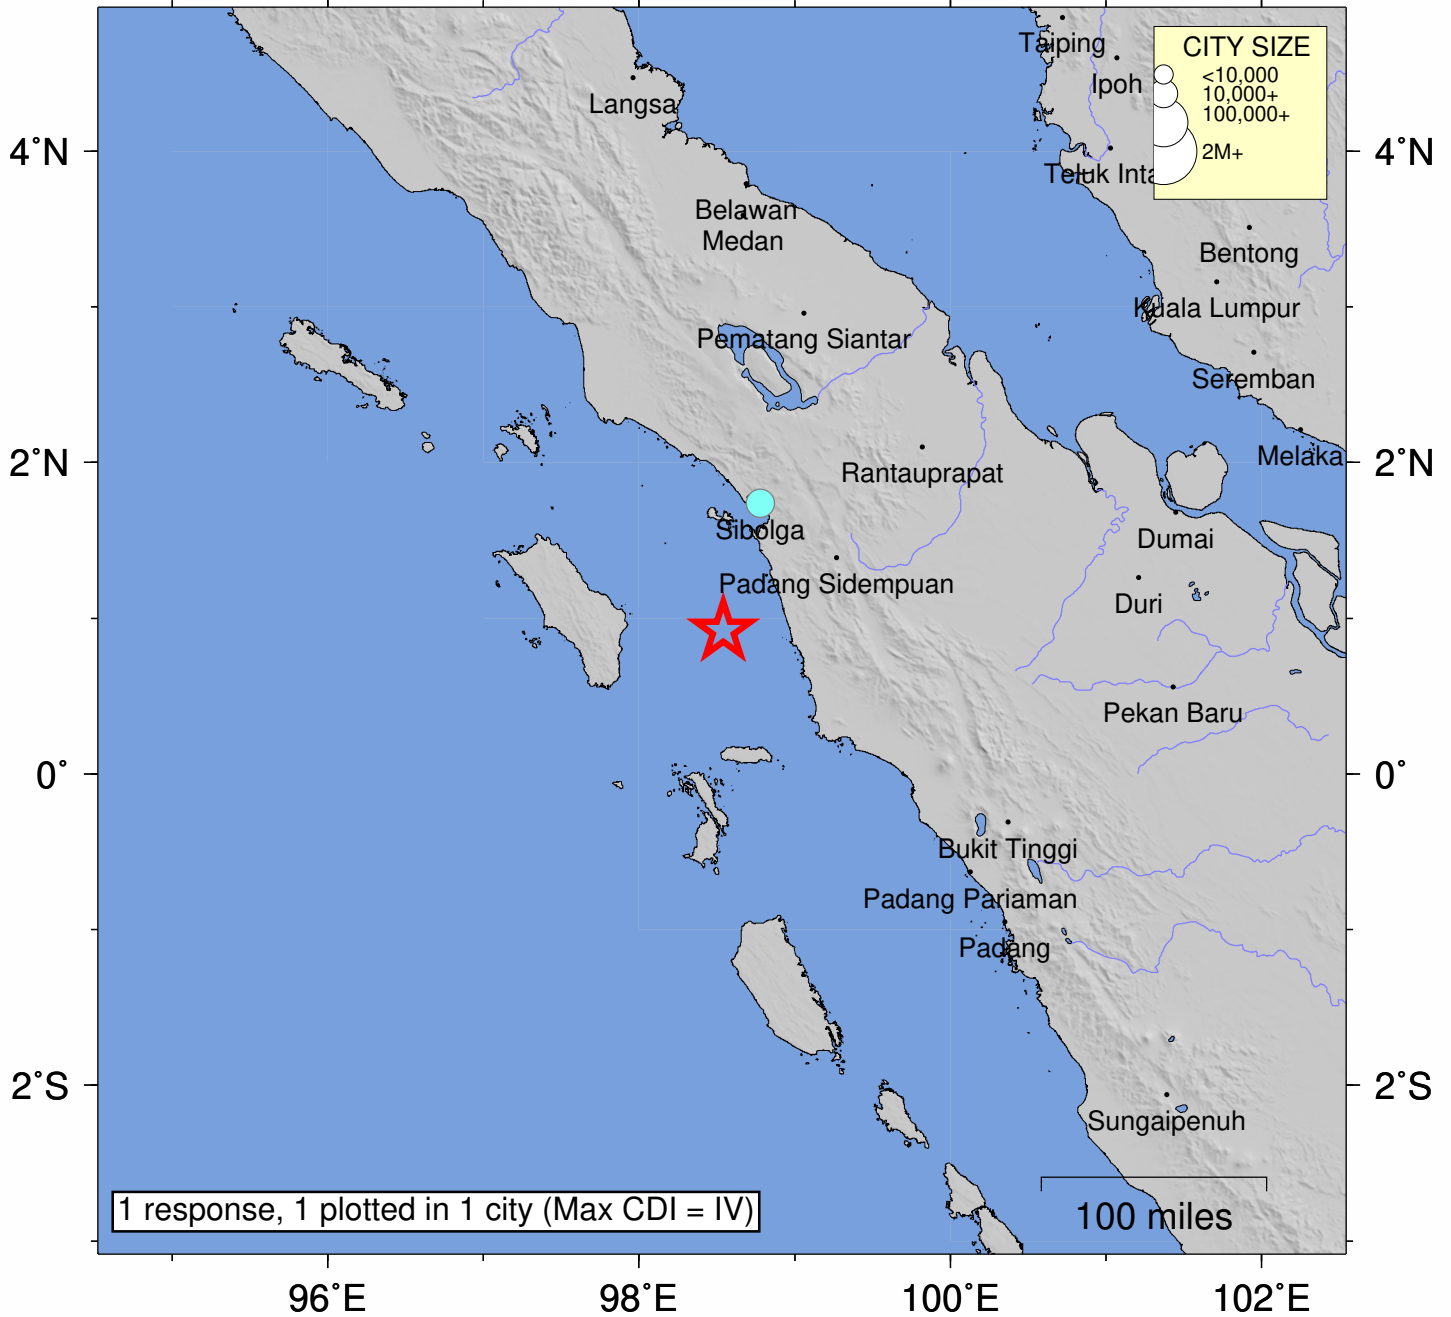 Taiping
CITY SIZE
<10,000
10,000+
100,000+
2M+
Ipoh
Langsa
4˚N
4˚N
Teluk Inta
Belawan
Medan
Bentong
Kuala Lumpur
Pematang Siantar
Seremban
2˚N
Melaka
2˚N
Rantauprapat
Sibolga
Dumai
Padang Sidempuan
Duri
Pekan Baru
0˚
0˚
Bukit Tinggi
Padang Pariaman
Padang
2˚S
2˚S
Sungaipenuh
1 response, 1 plotted in 1 city (Max CDI = IV)
100 miles
96˚E
98˚E
100˚E
102˚E